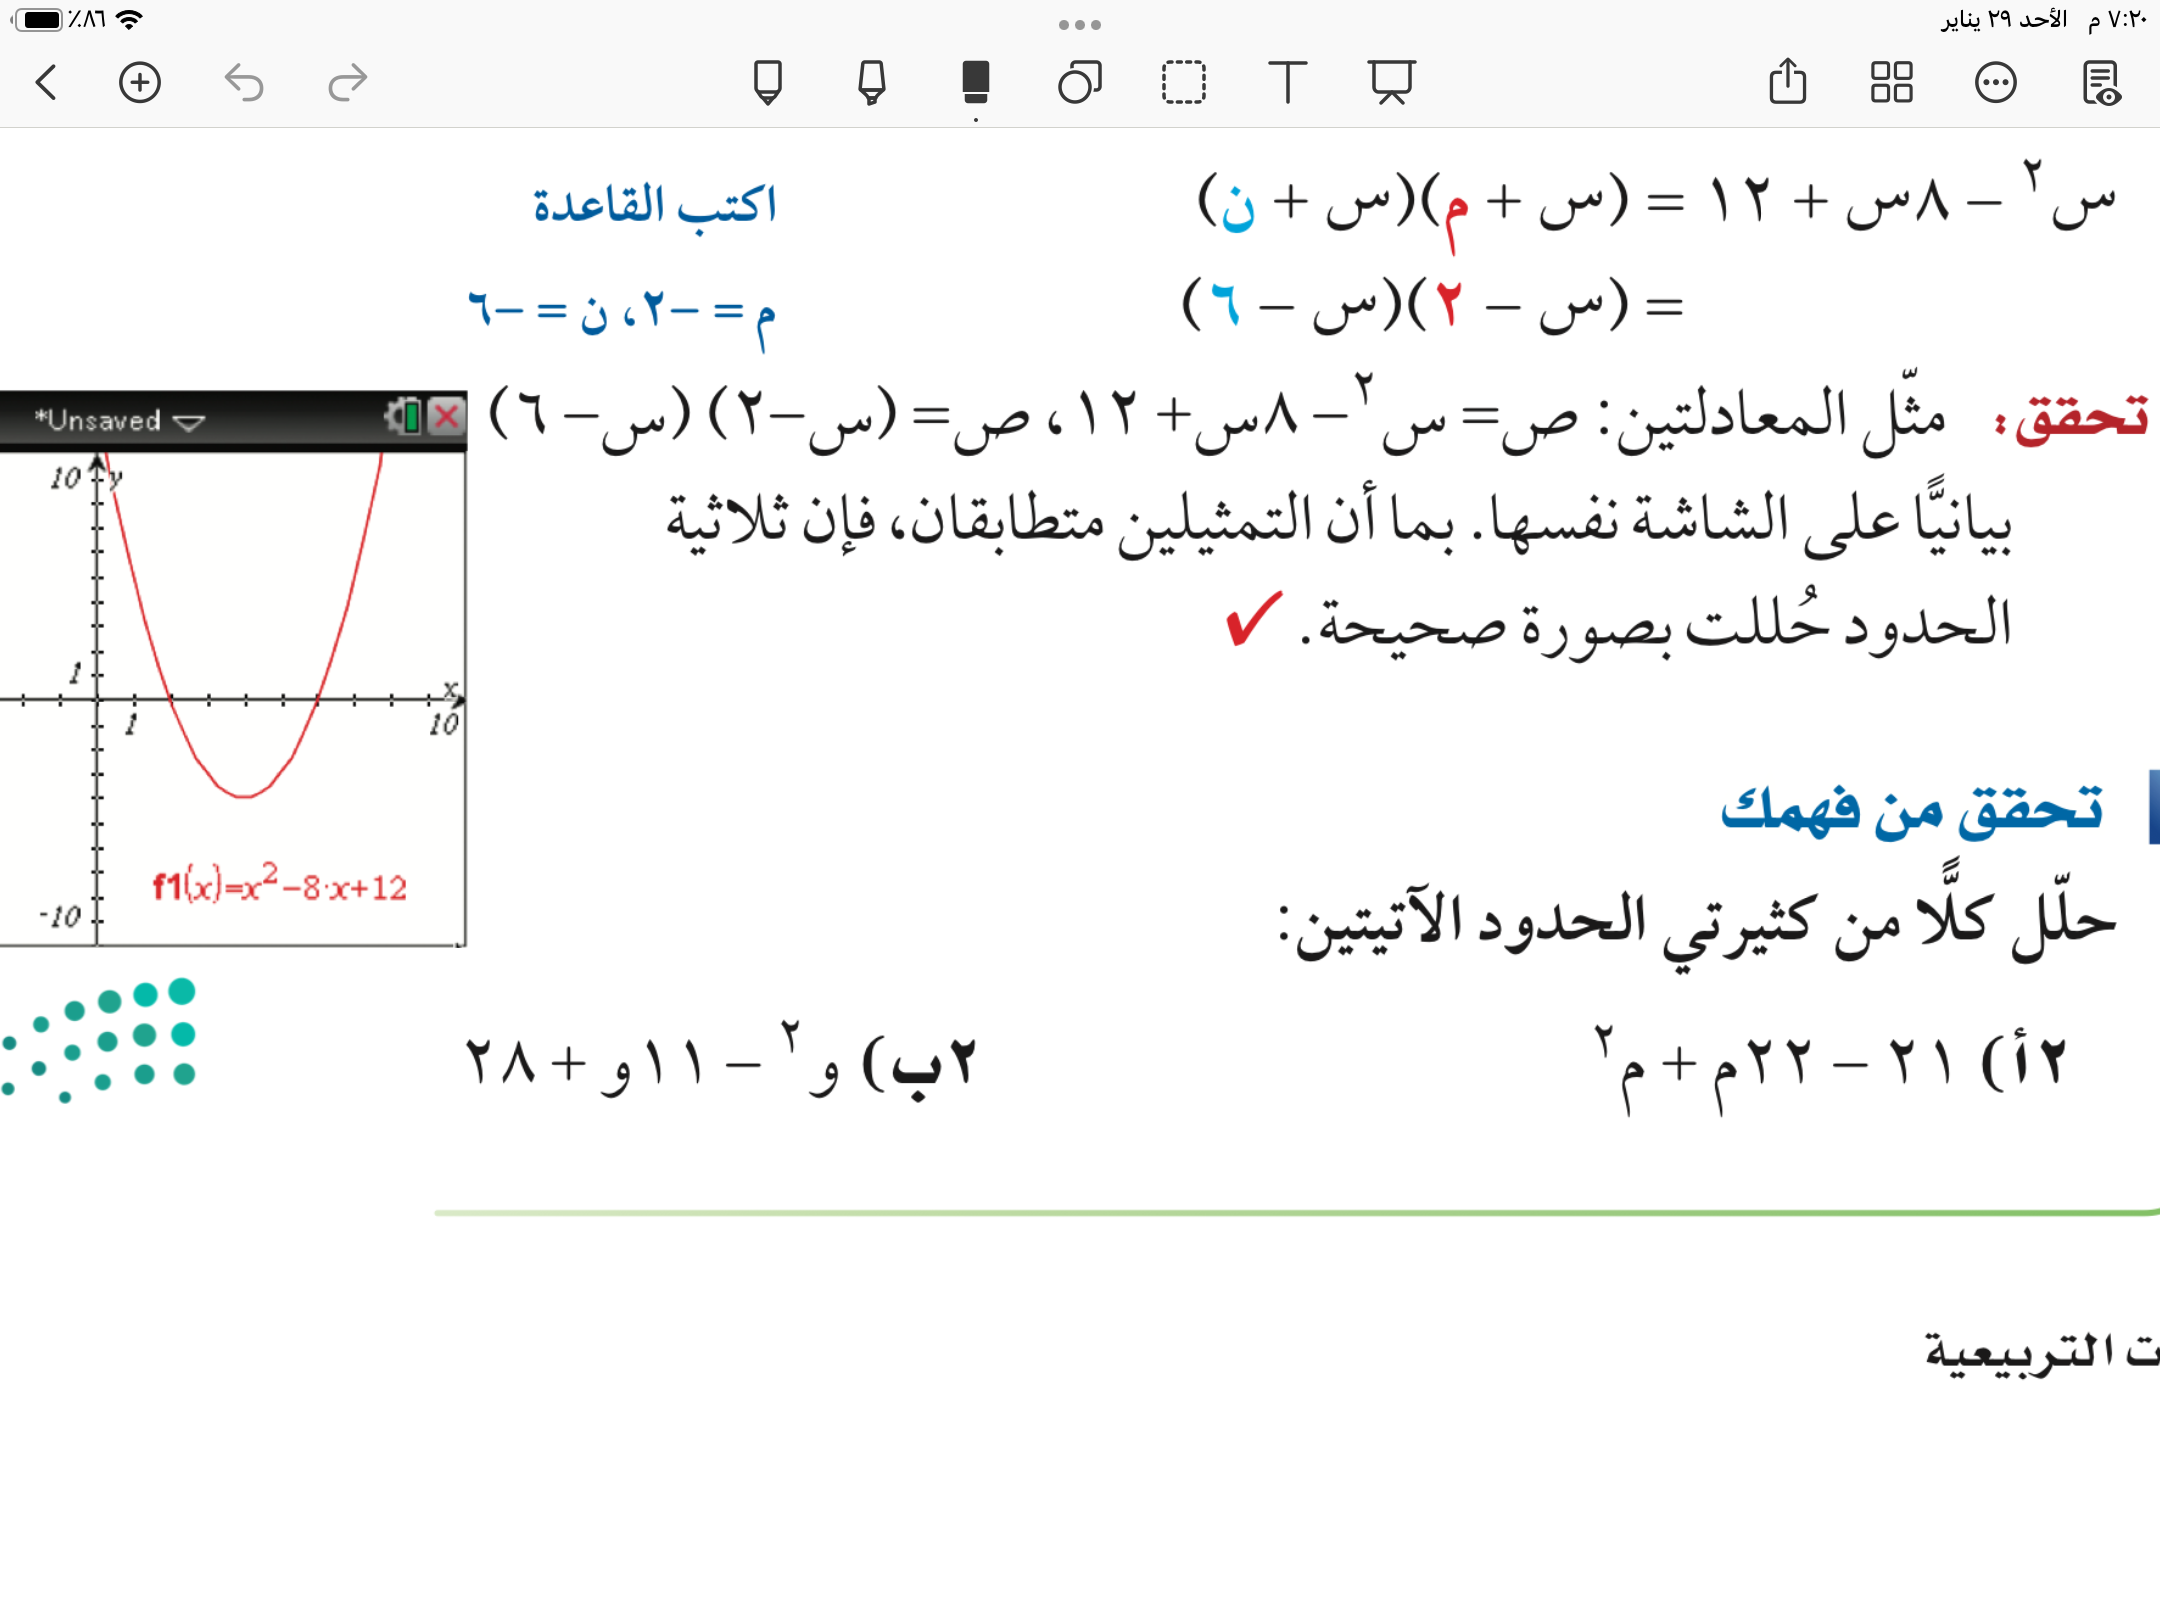 ٧:٢٠ م الأحد ٢٩ يناير
٨٦٪
س٢ – ٨س + ١٢ = (س + م)(س + ن) اكتب القاعدة
= (س – ٢)(س – ٦) م = –٢، ن = –٦
تحقق: مثّل المعادلتين: ص= س٢– ٨س+ ١٢، ص= (س–٢) (س– ٦)
بيانيًّا على الشاشة نفسها. بما أن التمثيلين متطابقان، فإن ثلاثية
الحدود حُللت بصورة صحيحة. ✓
*Unsaved
10 y
1
x
1 10
f1(x)=x²–8·x+12
-10
تحقق من فهمك
حلّل كلًّا من كثيرتي الحدود الآتيتين:
٢أ) ٢١ – ٢٢م + م٢ ٢ب) و٢ – ١١و + ٢٨
ت التربيعية